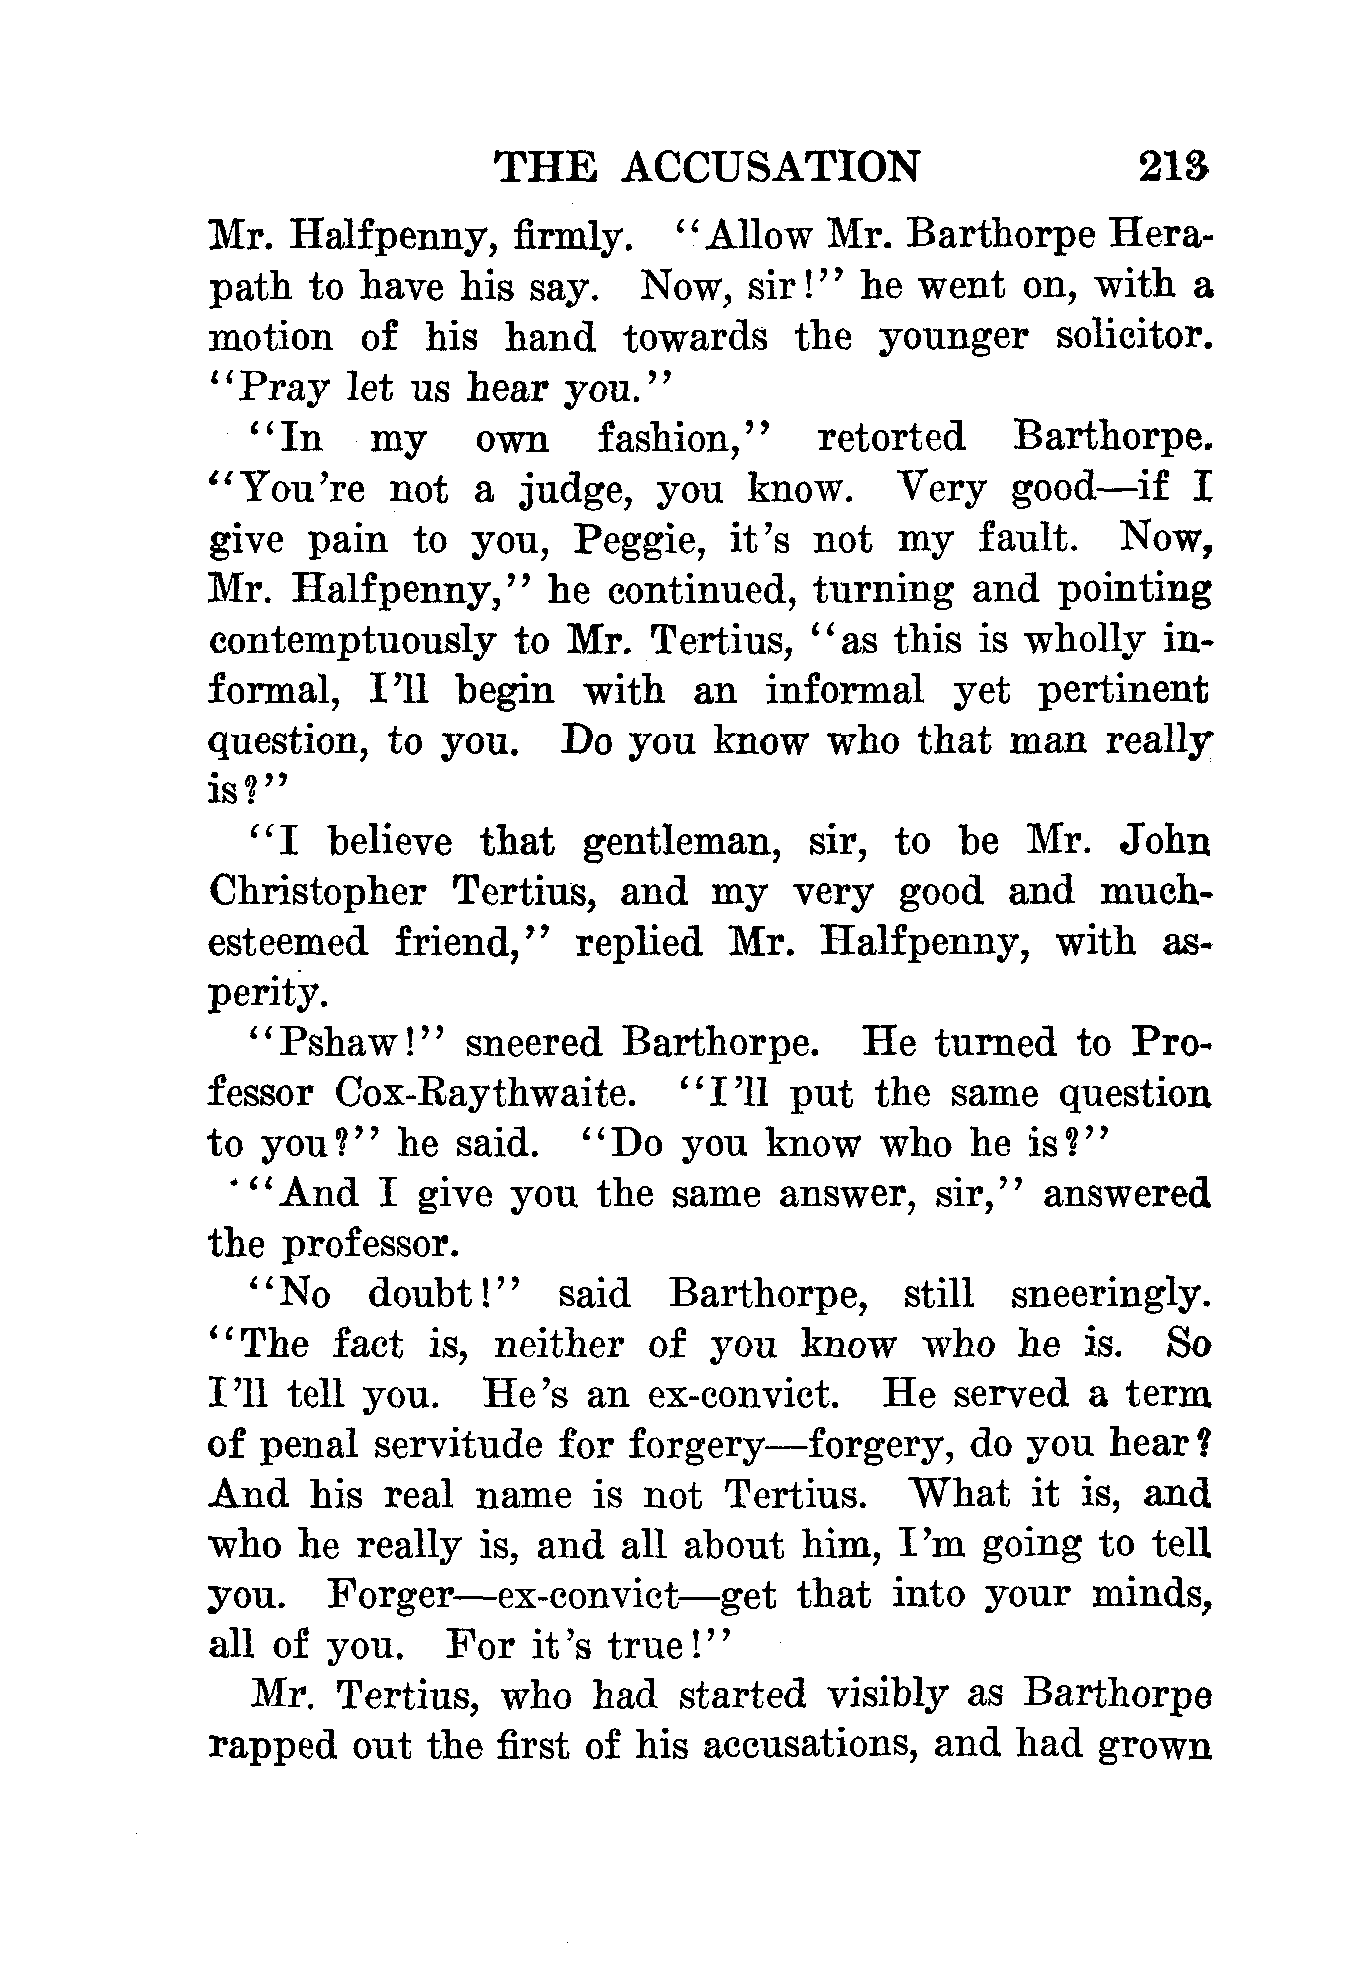 THE ACCUSATION 213
Mr. Halfpenny, firmly. "Allow Mr. Barthorpe Hera-
path to have his say. Now, sir!" he went on, with a
motion of his hand towards the younger solicitor.
"Pray let us hear you."
"In my own fashion," retorted Barthorpe.
"You're not a judge, you know. Very good—if I
give pain to you, Peggie, it's not my fault. Now,
Mr. Halfpenny," he continued, turning and pointing
contemptuously to Mr. Tertius, "as this is wholly in-
formal, I'll begin with an informal yet pertinent
question, to you. Do you know who that man really
is?"
"I believe that gentleman, sir, to be Mr. John
Christopher Tertius, and my very good and much-
esteemed friend," replied Mr. Halfpenny, with as-
perity.
"Pshaw!" sneered Barthorpe. He turned to Pro-
fessor Cox-Raythwaite. "I'll put the same question
to you?" he said. "Do you know who he is?"
"And I give you the same answer, sir," answered
the professor.
"No doubt!" said Barthorpe, still sneeringly.
"The fact is, neither of you know who he is. So
I'll tell you. He's an ex-convict. He served a term
of penal servitude for forgery—forgery, do you hear?
And his real name is not Tertius. What it is, and
who he really is, and all about him, I'm going to tell
you. Forger—ex-convict—get that into your minds,
all of you. For it's true!"
Mr. Tertius, who had started visibly as Barthorpe
rapped out the first of his accusations, and had grown